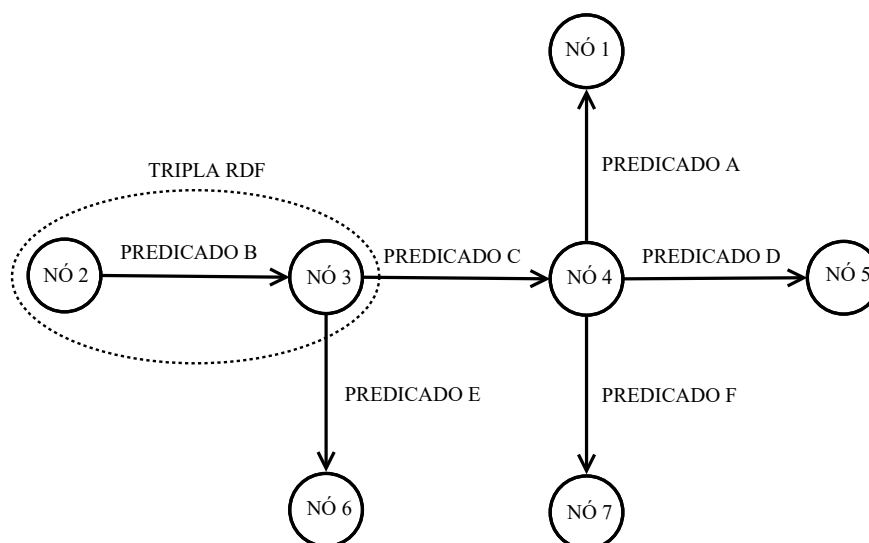 NÓ 1
PREDICADO A
TRIPLA RDF
PREDICADO B
PREDICADO C
PREDICADO D
NÓ 2
NÓ 3
NÓ 4
NÓ 5
PREDICADO E
PREDICADO F
NÓ 6
NÓ 7